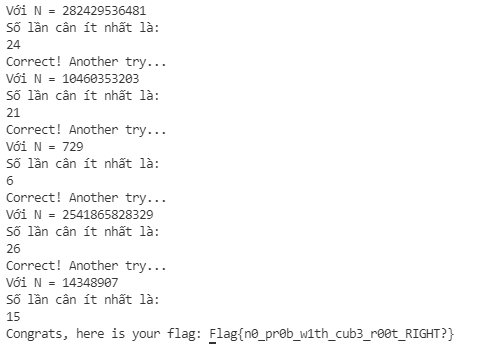 Với N = 282429536481
Số lần cân ít nhất là:
24
Correct! Another try...
Với N = 10460353203
Số lần cân ít nhất là:
21
Correct! Another try...
Với N = 729
Số lần cân ít nhất là:
6
Correct! Another try...
Với N = 2541865828329
Số lần cân ít nhất là:
26
Correct! Another try...
Với N = 14348907
Số lần cân ít nhất là:
15
Congrats, here is your flag: Flag{n0_pr0b_w1th_cub3_r00t_RIGHT?}